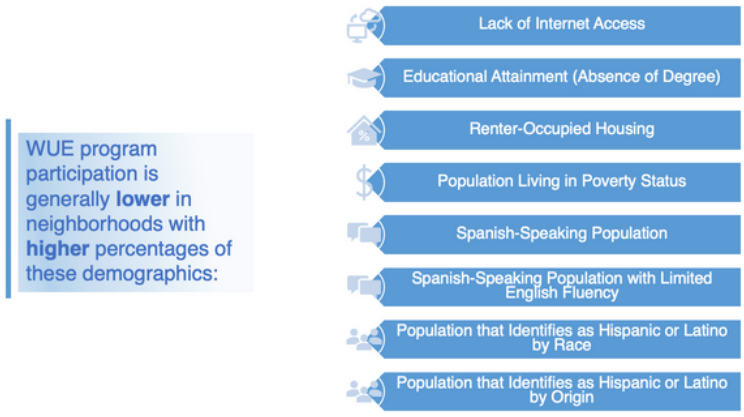 WUE program
participation is
generally lower in
neighborhoods with
higher percentages of
these demographics:
Lack of Internet Access
Educational Attainment (Absence of Degree)
Renter-Occupied Housing
%
Population Living in Poverty Status
$
Spanish-Speaking Population
Spanish-Speaking Population with Limited
English Fluency
Population that Identifies as Hispanic or Latino
by Race
Population that Identifies as Hispanic or Latino
by Origin